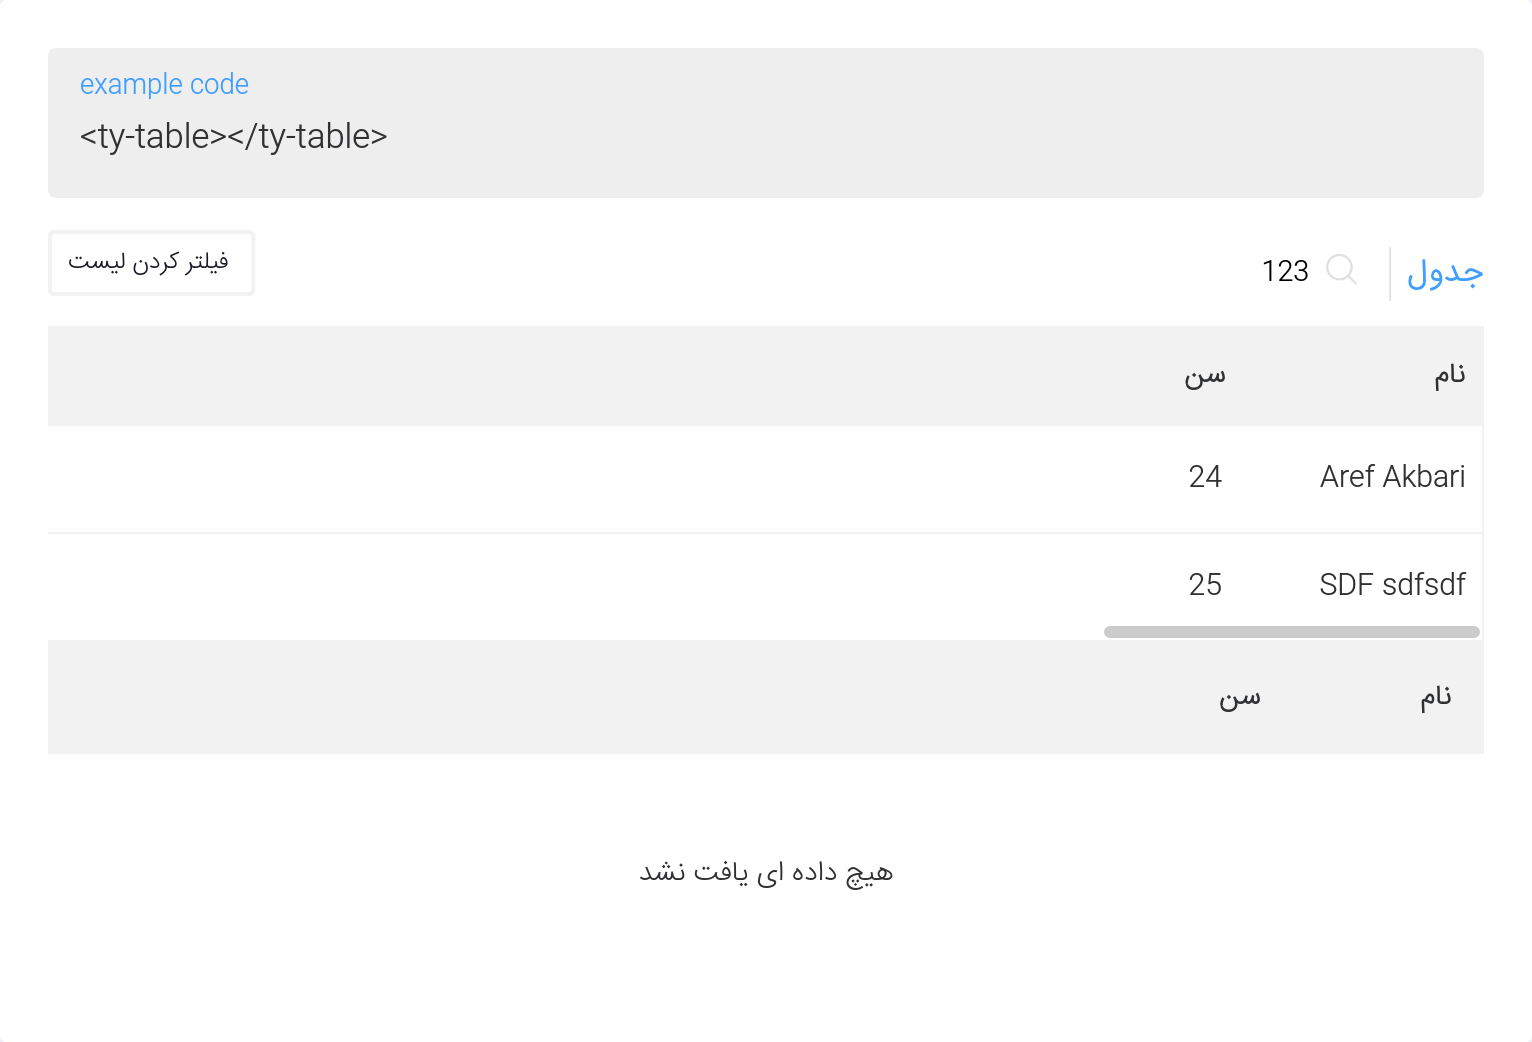 example code
<ty-table></ty-table>
جدول
123
فیلتر کردن لیست
نام سن
Aref Akbari 24
SDF sdfsdf 25
نام سن
هیچ داده ای یافت نشد